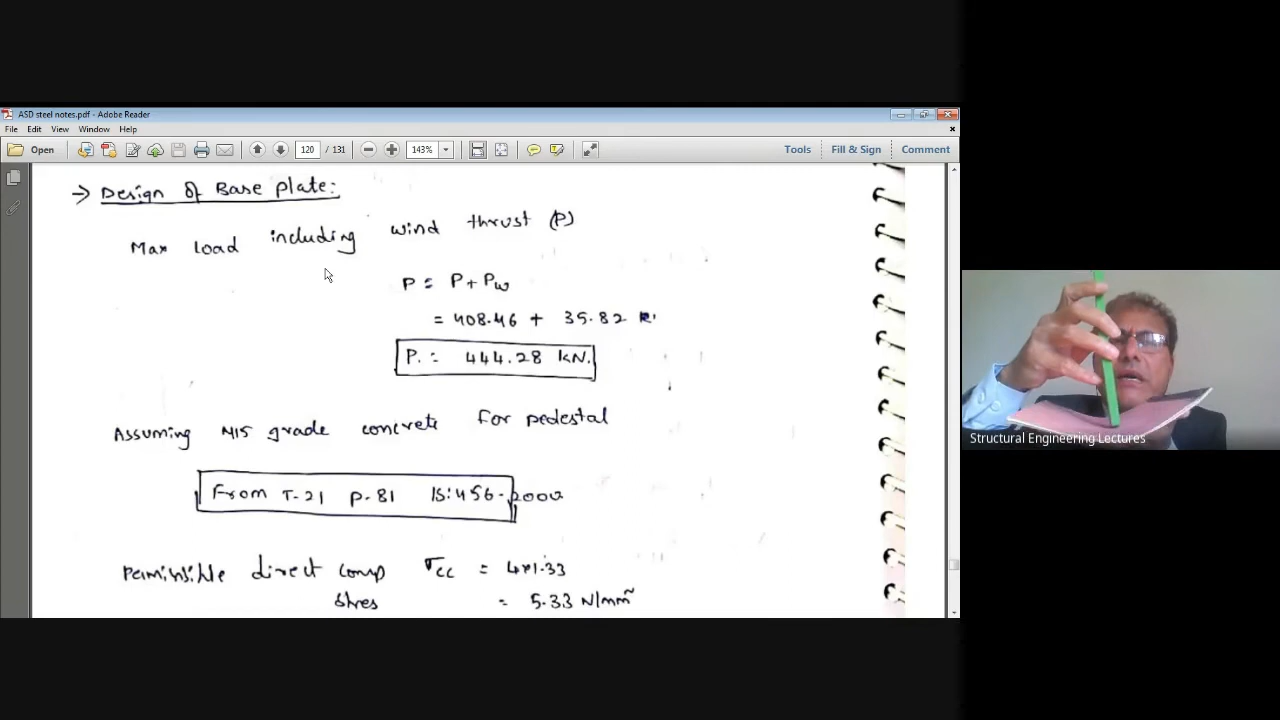 ASD steel notes.pdf - Adobe Reader
File Edit View Window Help
Open 120 / 131 143% Tools Fill & Sign Comment
→ Design of Base plate:
Max load including wind thrust (P)
P = P + Pw
= 408.46 + 35.82
P. = 444.28 kN.
Assuming M15 grade concrete for pedestal
From T-21 P-81 IS:456-2000
direct comp σcc = 4×1.33
stres = 5.33 N/mm²
Structural Engineering Lectures